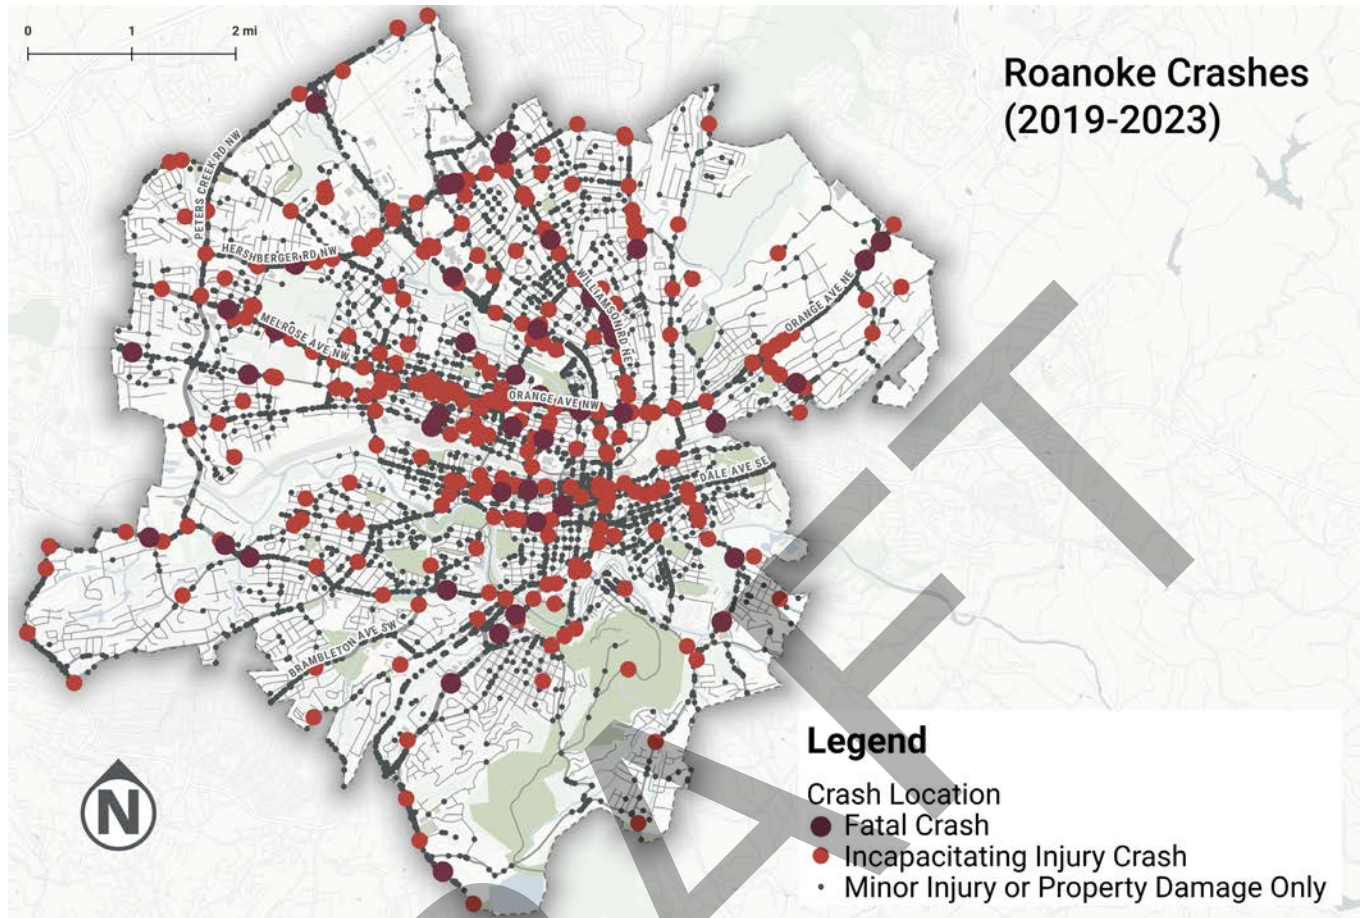 0 1 2 mi
Roanoke Crashes
(2019-2023)
PETERS CREEK RD NW
HERSHBERGER RD NW
WILLIAMSON RD NE
ORANGE AVE NE
MELROSE AVE NW
ORANGE AVE NW
DALE AVE SE
BRAMBLETON AVE SW
N
Legend
Crash Location
Fatal Crash
Incapacitating Injury Crash
Minor Injury or Property Damage Only
AFT